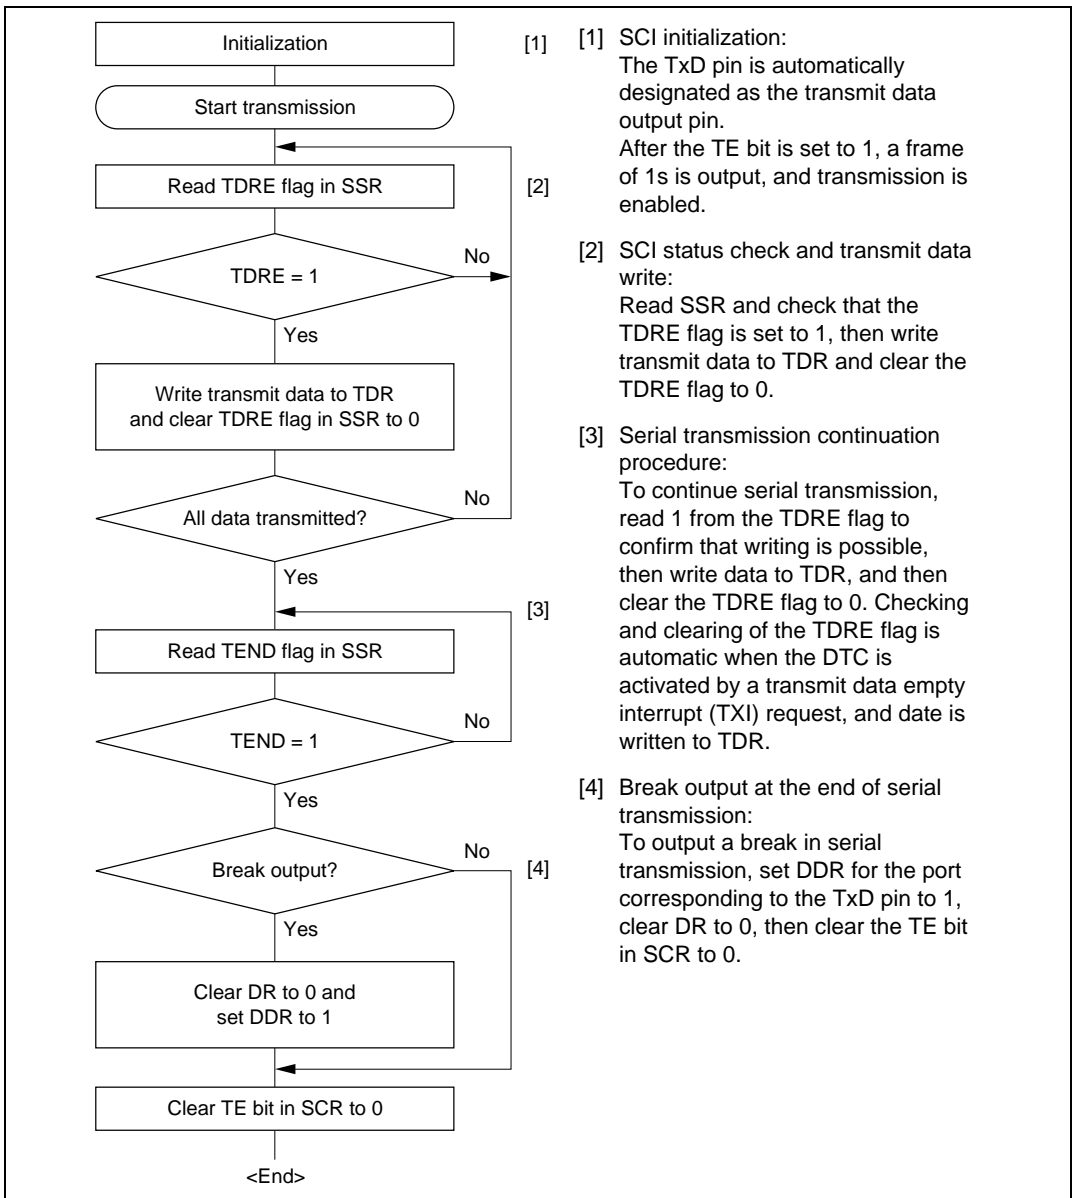 Initialization
[1]
Start transmission
Read TDRE flag in SSR
[2]
TDRE = 1
No
Yes
Write transmit data to TDR
and clear TDRE flag in SSR to 0
All data transmitted?
No
Yes
[3]
Read TEND flag in SSR
TEND = 1
No
Yes
Break output?
No
[4]
Yes
Clear DR to 0 and
set DDR to 1
Clear TE bit in SCR to 0
<End>
[1] SCI initialization:
The TxD pin is automatically
designated as the transmit data
output pin.
After the TE bit is set to 1, a frame
of 1s is output, and transmission is
enabled.
[2] SCI status check and transmit data
write:
Read SSR and check that the
TDRE flag is set to 1, then write
transmit data to TDR and clear the
TDRE flag to 0.
[3] Serial transmission continuation
procedure:
To continue serial transmission,
read 1 from the TDRE flag to
confirm that writing is possible,
then write data to TDR, and then
clear the TDRE flag to 0. Checking
and clearing of the TDRE flag is
automatic when the DTC is
activated by a transmit data empty
interrupt (TXI) request, and date is
written to TDR.
[4] Break output at the end of serial
transmission:
To output a break in serial
transmission, set DDR for the port
corresponding to the TxD pin to 1,
clear DR to 0, then clear the TE bit
in SCR to 0.